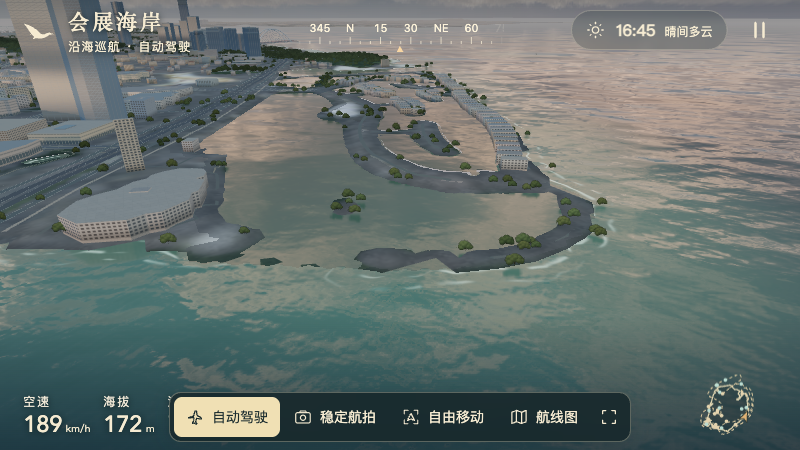 会展海岸
沿海巡航 · 自动驾驶
345 N 15 30 NE 60 75
16:45 晴间多云
空速 海拔
189 km/h 172 m
自动驾驶 稳定航拍 自由移动 航线图